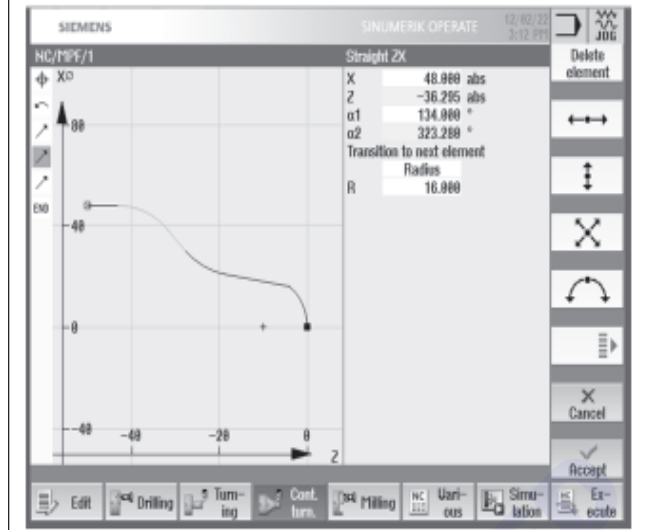 SIEMENS
SINUMERIK OPERATE
12/02/22
3:12 PM
JOG
NC/MPF/1
Straight ZX
Delete
element
X⌀
X 48.000 abs
Z -36.295 abs
α1 134.000 °
α2 323.280 °
Transition to next element
Radius
R 16.000
80
END
-40
-0
--40
-40
-20
0
Z
Cancel
Accept
Edit
Drilling
Turn-
ing
Cont.
turn.
Milling
NC
Vari-
ous
Simu-
lation
NC
Ex-
ecute